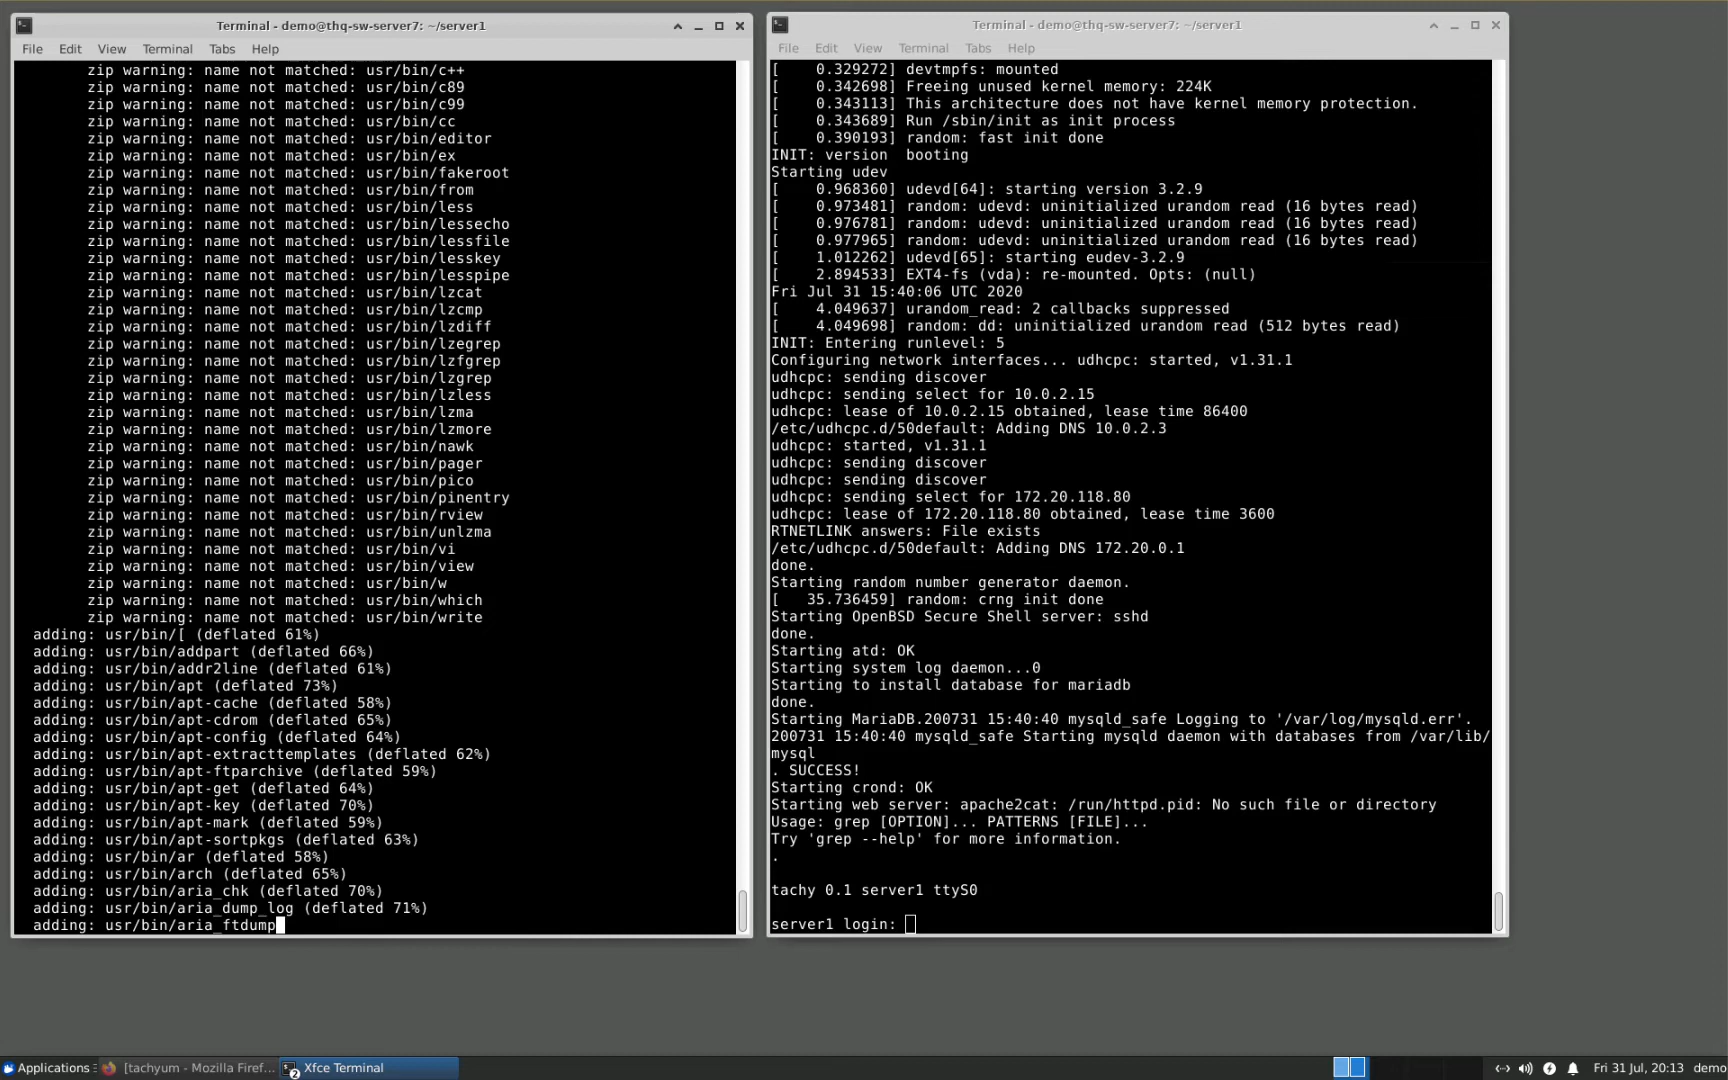 Terminal - demo@thq-sw-server7: ~/server1
File Edit View Terminal Tabs Help
zip warning: name not matched: usr/bin/c++
zip warning: name not matched: usr/bin/c89
zip warning: name not matched: usr/bin/c99
zip warning: name not matched: usr/bin/cc
zip warning: name not matched: usr/bin/editor
zip warning: name not matched: usr/bin/ex
zip warning: name not matched: usr/bin/fakeroot
zip warning: name not matched: usr/bin/from
zip warning: name not matched: usr/bin/less
zip warning: name not matched: usr/bin/lessecho
zip warning: name not matched: usr/bin/lessfile
zip warning: name not matched: usr/bin/lesskey
zip warning: name not matched: usr/bin/lesspipe
zip warning: name not matched: usr/bin/lzcat
zip warning: name not matched: usr/bin/lzcmp
zip warning: name not matched: usr/bin/lzdiff
zip warning: name not matched: usr/bin/lzegrep
zip warning: name not matched: usr/bin/lzfgrep
zip warning: name not matched: usr/bin/lzgrep
zip warning: name not matched: usr/bin/lzless
zip warning: name not matched: usr/bin/lzma
zip warning: name not matched: usr/bin/lzmore
zip warning: name not matched: usr/bin/nawk
zip warning: name not matched: usr/bin/pager
zip warning: name not matched: usr/bin/pico
zip warning: name not matched: usr/bin/pinentry
zip warning: name not matched: usr/bin/rview
zip warning: name not matched: usr/bin/unlzma
zip warning: name not matched: usr/bin/vi
zip warning: name not matched: usr/bin/view
zip warning: name not matched: usr/bin/w
zip warning: name not matched: usr/bin/which
zip warning: name not matched: usr/bin/write
adding: usr/bin/[ (deflated 61%)
adding: usr/bin/addpart (deflated 66%)
adding: usr/bin/addr2line (deflated 61%)
adding: usr/bin/apt (deflated 73%)
adding: usr/bin/apt-cache (deflated 58%)
adding: usr/bin/apt-cdrom (deflated 65%)
adding: usr/bin/apt-config (deflated 64%)
adding: usr/bin/apt-extracttemplates (deflated 62%)
adding: usr/bin/apt-ftparchive (deflated 59%)
adding: usr/bin/apt-get (deflated 64%)
adding: usr/bin/apt-key (deflated 70%)
adding: usr/bin/apt-mark (deflated 59%)
adding: usr/bin/apt-sortpkgs (deflated 63%)
adding: usr/bin/ar (deflated 58%)
adding: usr/bin/arch (deflated 65%)
adding: usr/bin/aria_chk (deflated 70%)
adding: usr/bin/aria_dump_log (deflated 71%)
adding: usr/bin/aria_ftdump
Terminal - demo@thq-sw-server7: ~/server1
File Edit View Terminal Tabs Help
[    0.329272] devtmpfs: mounted
[    0.342698] Freeing unused kernel memory: 224K
[    0.343113] This architecture does not have kernel memory protection.
[    0.343689] Run /sbin/init as init process
[    0.390193] random: fast init done
INIT: version  booting
Starting udev
[    0.968360] udevd[64]: starting version 3.2.9
[    0.973481] random: udevd: uninitialized urandom read (16 bytes read)
[    0.976781] random: udevd: uninitialized urandom read (16 bytes read)
[    0.977965] random: udevd: uninitialized urandom read (16 bytes read)
[    1.012262] udevd[65]: starting eudev-3.2.9
[    2.894533] EXT4-fs (vda): re-mounted. Opts: (null)
Fri Jul 31 15:40:06 UTC 2020
[    4.049637] urandom_read: 2 callbacks suppressed
[    4.049698] random: dd: uninitialized urandom read (512 bytes read)
INIT: Entering runlevel: 5
Configuring network interfaces... udhcpc: started, v1.31.1
udhcpc: sending discover
udhcpc: sending select for 10.0.2.15
udhcpc: lease of 10.0.2.15 obtained, lease time 86400
/etc/udhcpc.d/50default: Adding DNS 10.0.2.3
udhcpc: started, v1.31.1
udhcpc: sending discover
udhcpc: sending discover
udhcpc: sending select for 172.20.118.80
udhcpc: lease of 172.20.118.80 obtained, lease time 3600
RTNETLINK answers: File exists
/etc/udhcpc.d/50default: Adding DNS 172.20.0.1
done.
Starting random number generator daemon.
[   35.736459] random: crng init done
Starting OpenBSD Secure Shell server: sshd
done.
Starting atd: OK
Starting system log daemon...0
Starting to install database for mariadb
done.
Starting MariaDB.200731 15:40:40 mysqld_safe Logging to '/var/log/mysqld.err'.
200731 15:40:40 mysqld_safe Starting mysqld daemon with databases from /var/lib/
mysql
. SUCCESS!
Starting crond: OK
Starting web server: apache2cat: /run/httpd.pid: No such file or directory
Usage: grep [OPTION]... PATTERNS [FILE]...
Try 'grep --help' for more information.
.
tachy 0.1 server1 ttyS0
server1 login:
Applications [tachyum - Mozilla Firef... 2 Xfce Terminal Fri 31 Jul, 20:13 demo